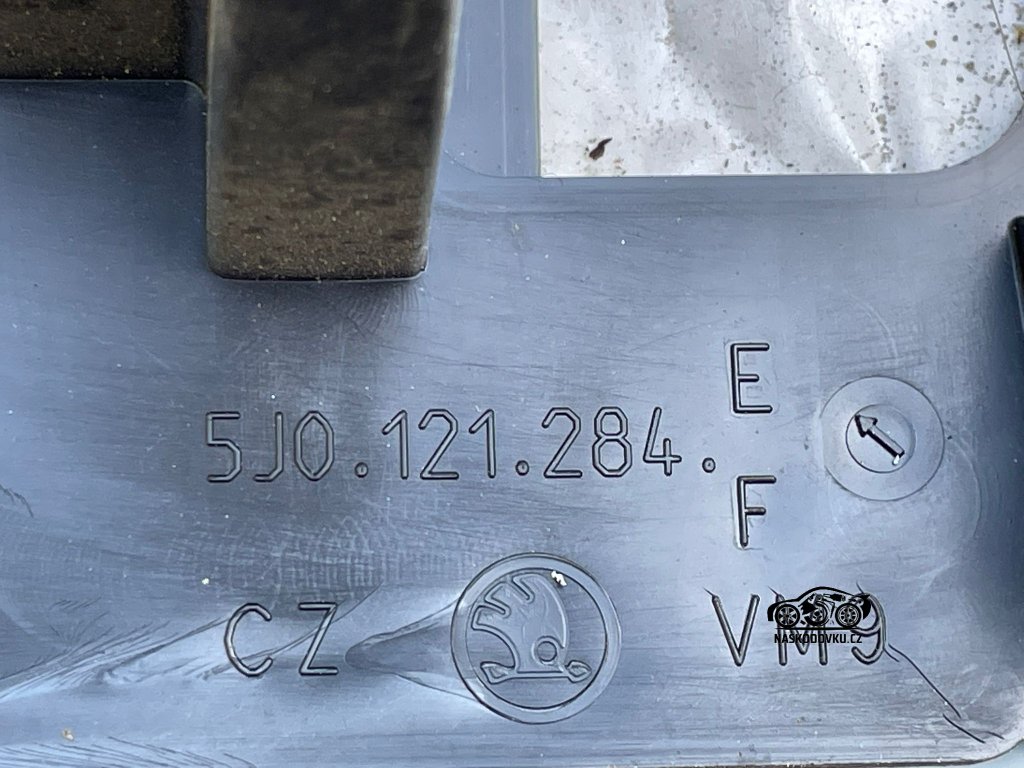 E
5J0.121.284.
F
CZ VM9
NASKODOVKU.CZ